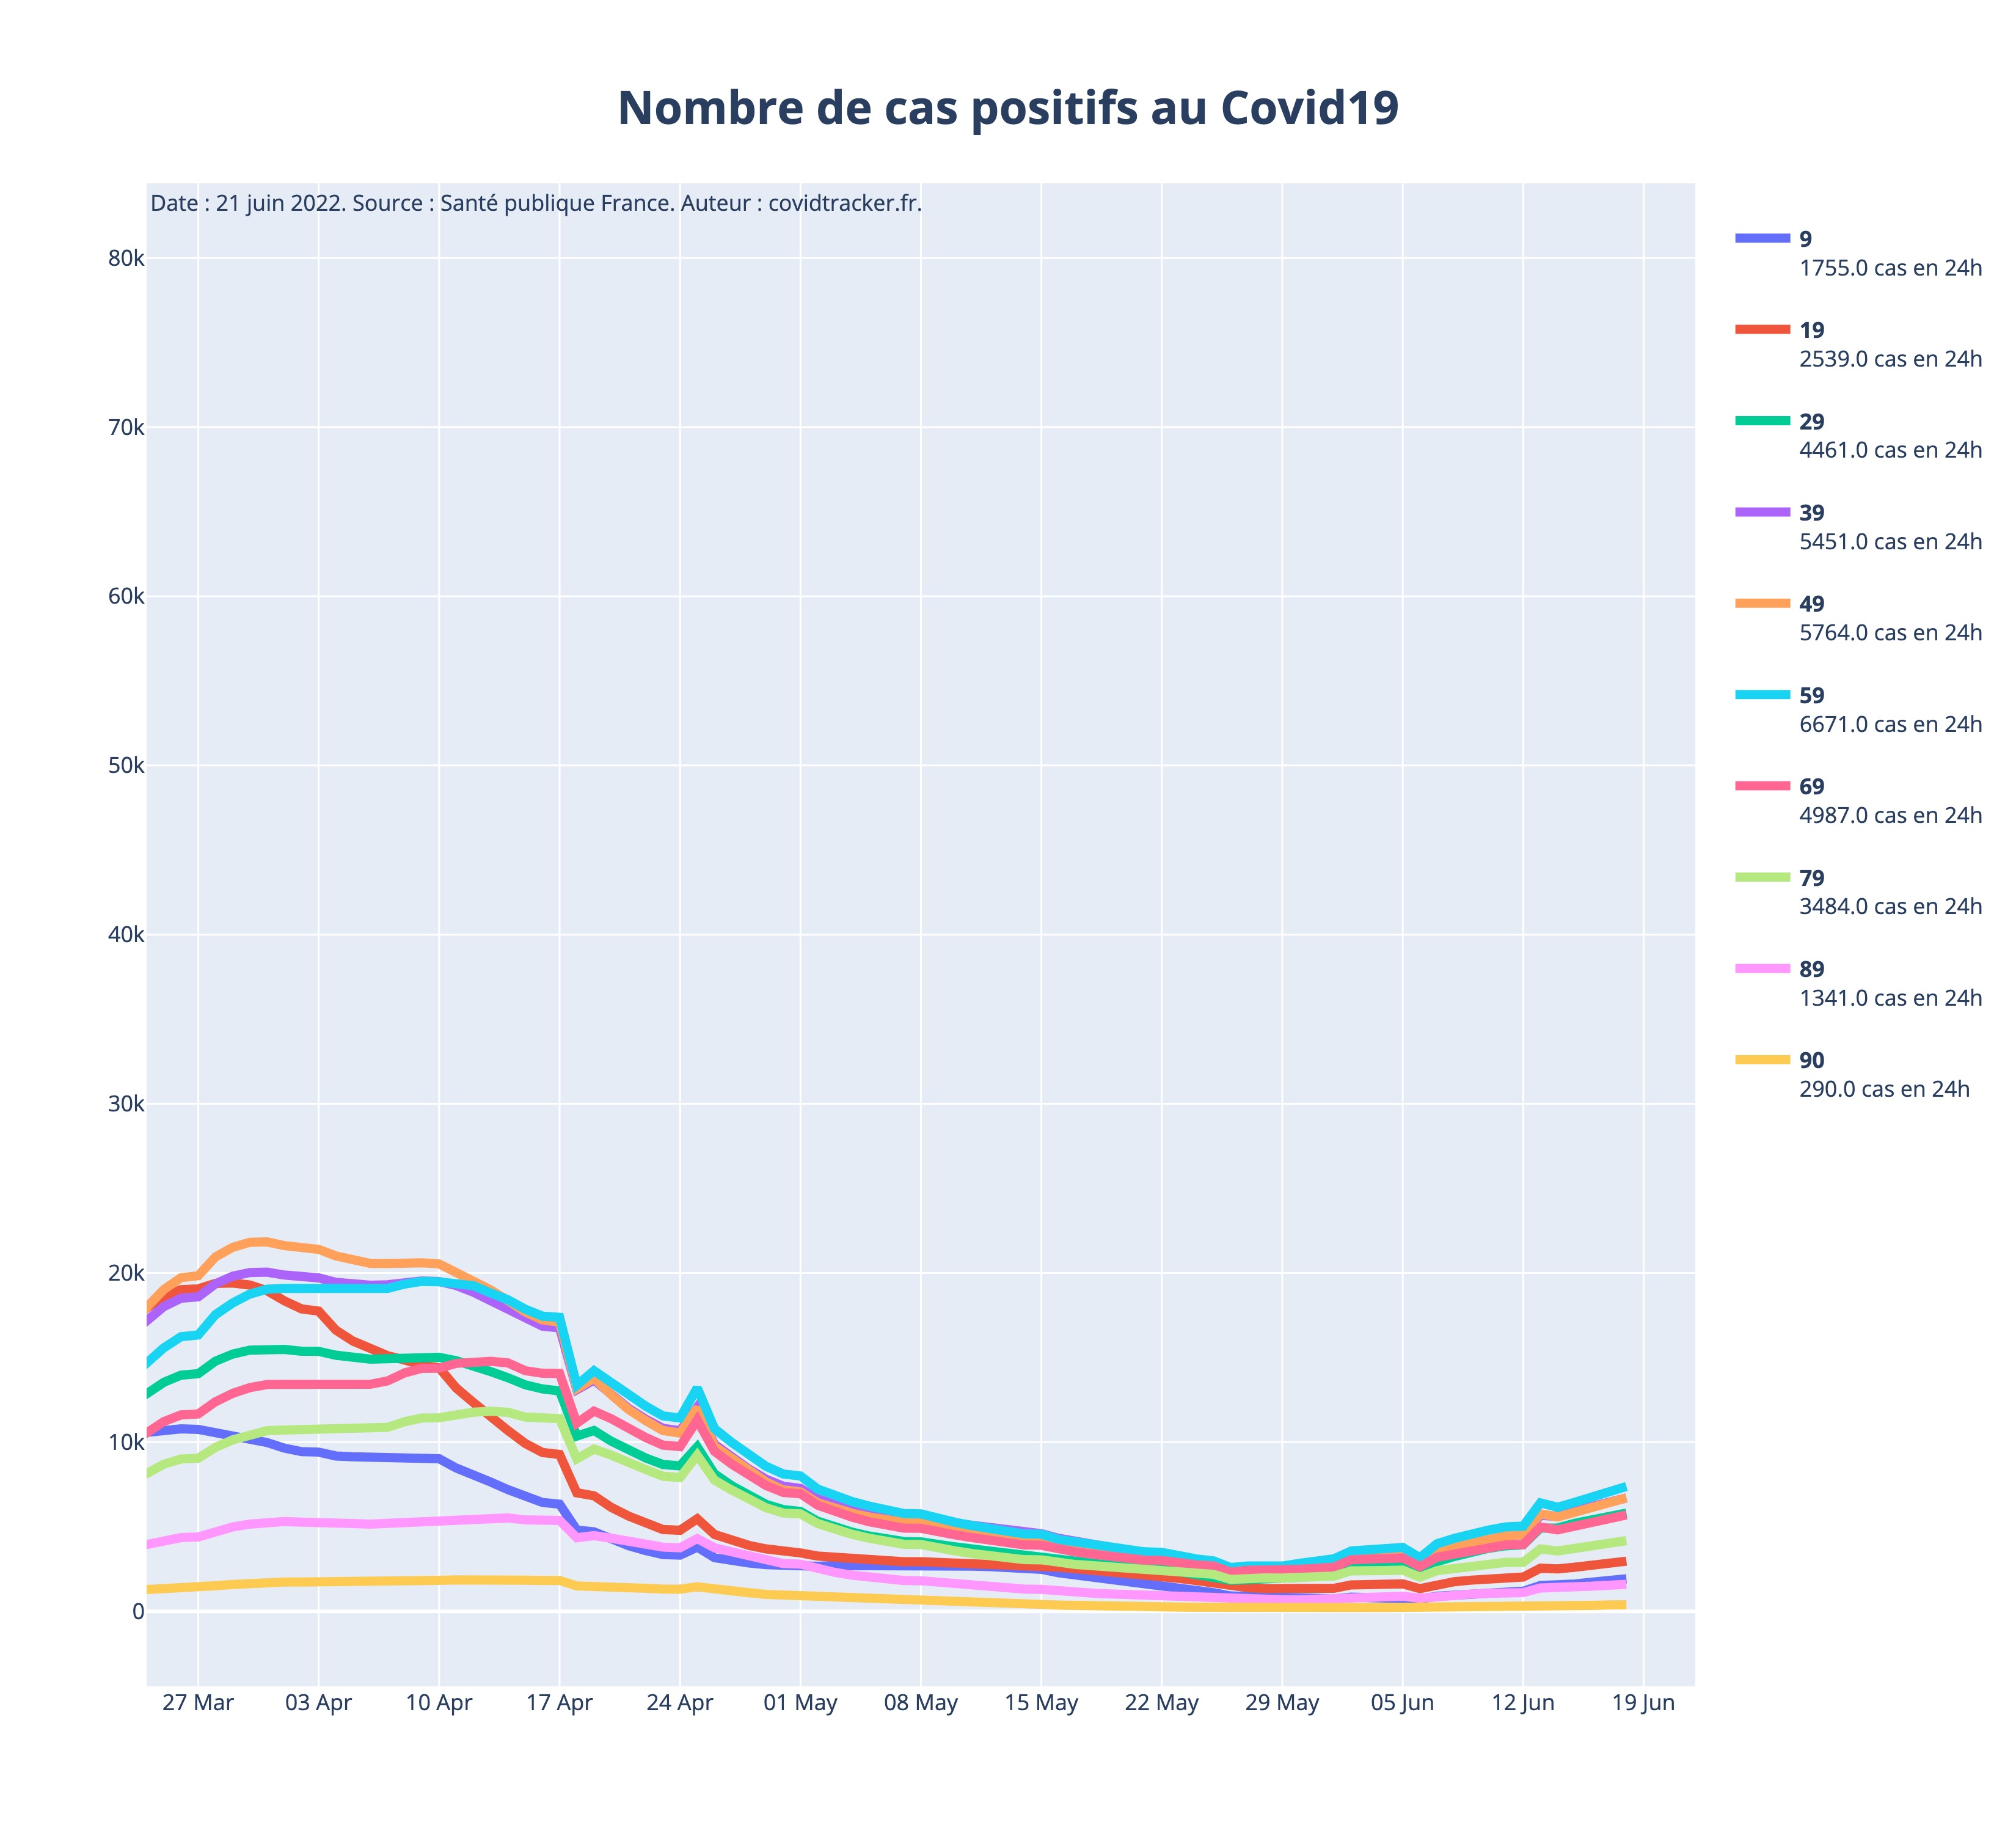 Nombre de cas positifs au Covid19
Date : 21 juin 2022. Source : Santé publique France. Auteur : covidtracker.fr.
80k
70k
60k
50k
40k
30k
20k
10k
0
27 Mar
03 Apr
10 Apr
17 Apr
24 Apr
01 May
08 May
15 May
22 May
29 May
05 Jun
12 Jun
19 Jun
9
1755.0 cas en 24h
19
2539.0 cas en 24h
29
4461.0 cas en 24h
39
5451.0 cas en 24h
49
5764.0 cas en 24h
59
6671.0 cas en 24h
69
4987.0 cas en 24h
79
3484.0 cas en 24h
89
1341.0 cas en 24h
90
290.0 cas en 24h